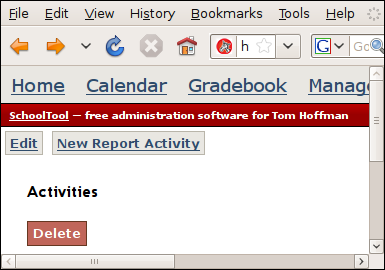 File Edit View History Bookmarks Tools Help
h G Go
Home Calendar Gradebook Manage
SchoolTool — free administration software for Tom Hoffman
Edit New Report Activity
Activities
Delete